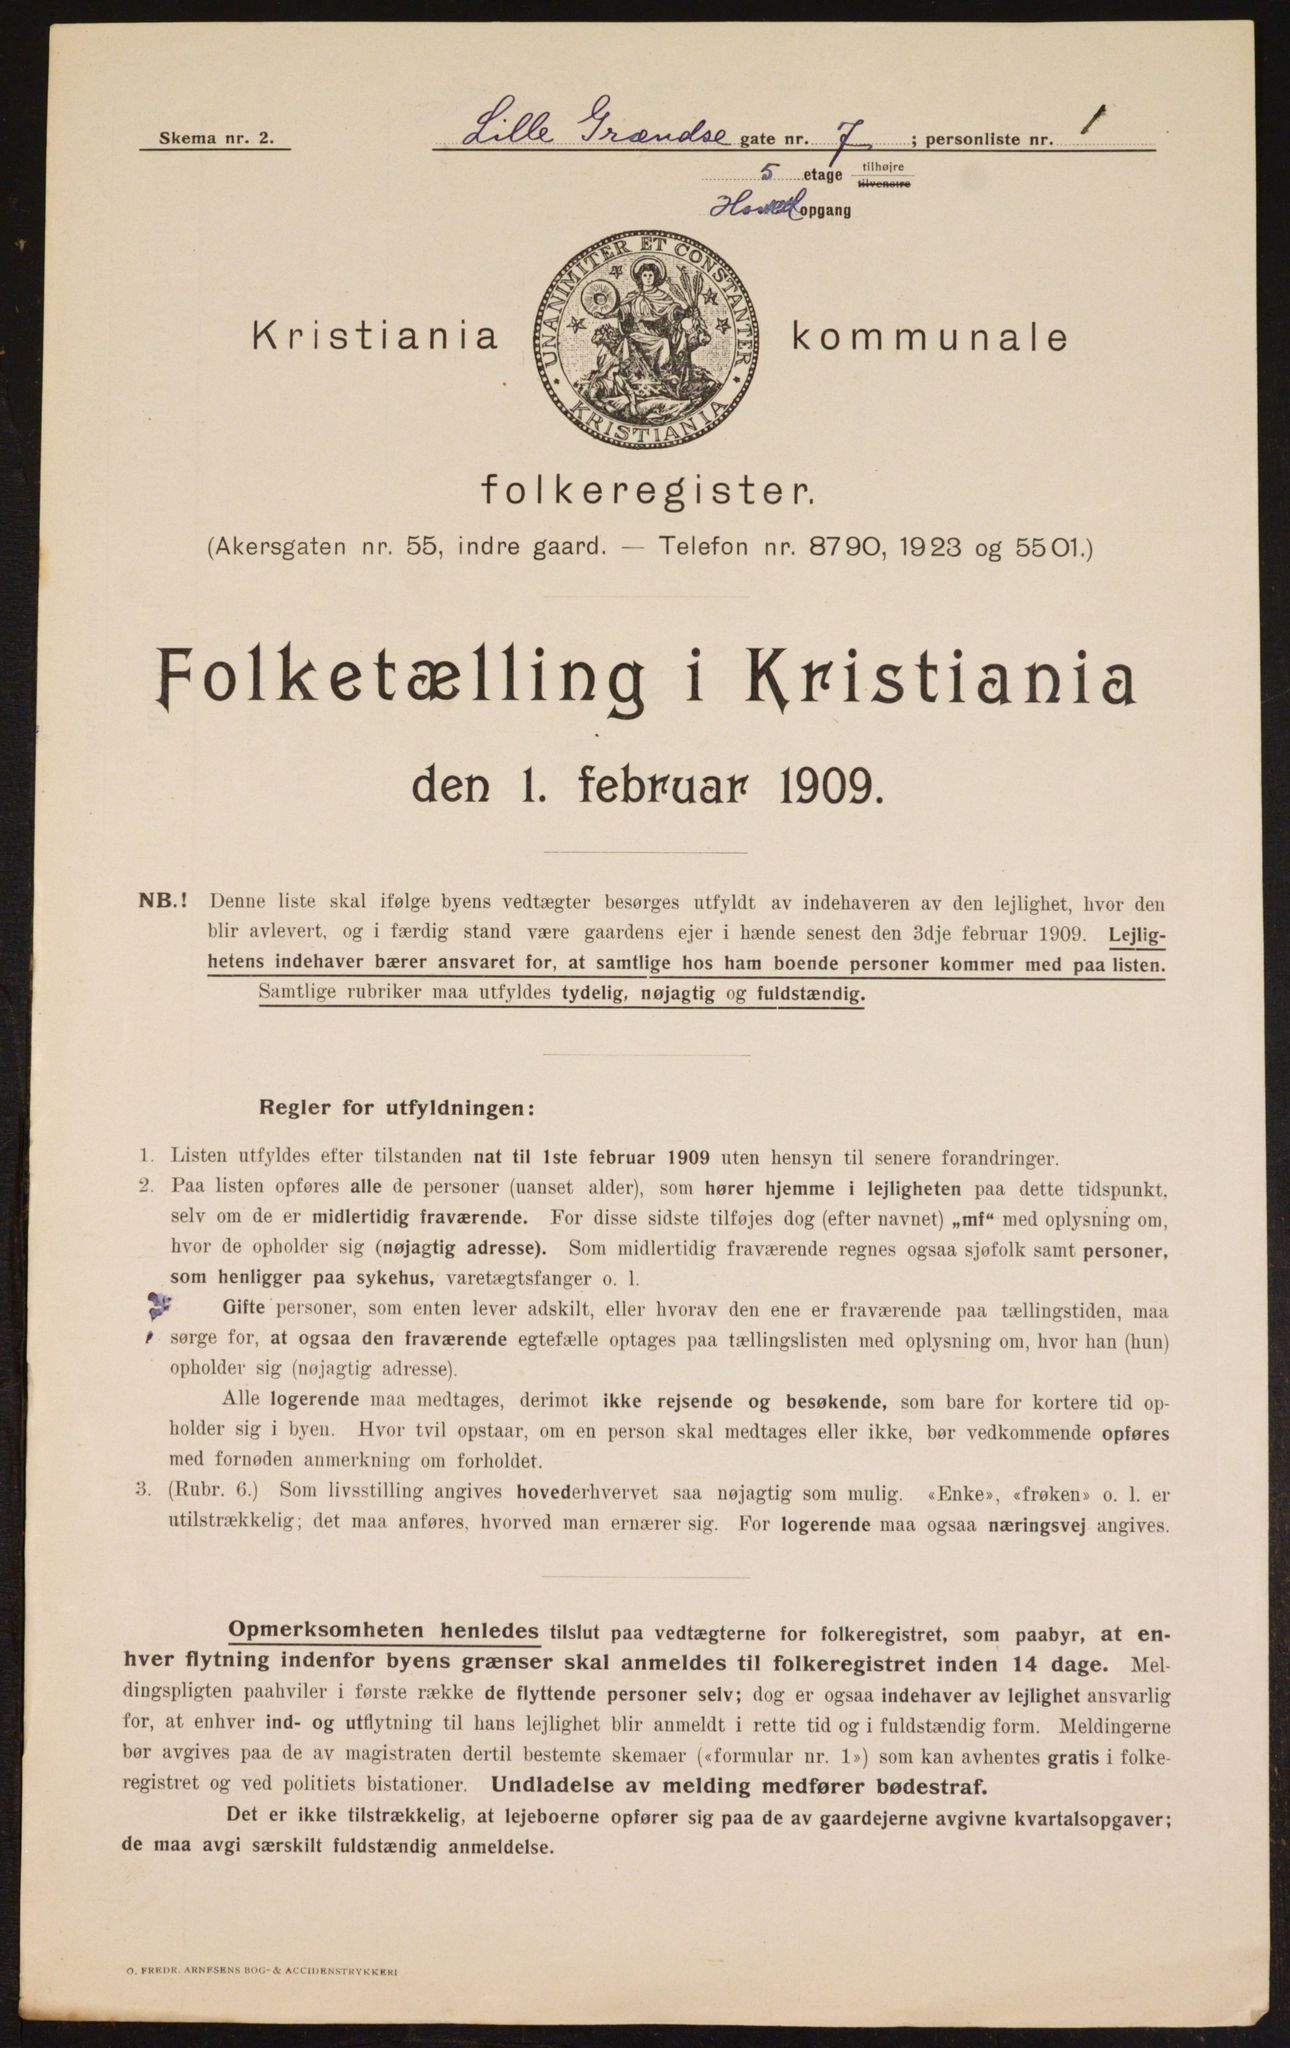 Skema nr. 2.
Lille Grændse gate nr. 7 ; personliste nr. 1
5 etage tilhøjre
tilvenstre
opgang
UNANIMITER ET CONSTANTER
KRISTIANIA
Kristiania kommunale
folkeregister.
(Akersgaten nr. 55, indre gaard. — Telefon nr. 8790, 1923 og 5501.)
Folketælling i Kristiania
den 1. februar 1909.
NB.! Denne liste skal ifølge byens vedtægter besørges utfyldt av indehaveren av den lejlighet, hvor den
blir avlevert, og i færdig stand være gaardens ejer i hænde senest den 3dje februar 1909. Lejlig-
hetens indehaver bærer ansvaret for, at samtlige hos ham boende personer kommer med paa listen.
Samtlige rubriker maa utfyldes tydelig, nøjagtig og fuldstændig.
Regler for utfyldningen:
1. Listen utfyldes efter tilstanden nat til 1ste februar 1909 uten hensyn til senere forandringer.
2. Paa listen opføres alle de personer (uanset alder), som hører hjemme i lejligheten paa dette tidspunkt,
selv om de er midlertidig fraværende. For disse sidste tilføjes dog (efter navnet) „mf“ med oplysning om,
hvor de opholder sig (nøjagtig adresse). Som midlertidig fraværende regnes ogsaa sjøfolk samt personer,
som henligger paa sykehus, varetægtsfanger o. l.
Gifte personer, som enten lever adskilt, eller hvorav den ene er fraværende paa tællingstiden, maa
sørge for, at ogsaa den fraværende egtefælle optages paa tællingslisten med oplysning om, hvor han (hun)
opholder sig (nøjagtig adresse).
Alle logerende maa medtages, derimot ikke rejsende og besøkende, som bare for kortere tid op-
holder sig i byen. Hvor tvil opstaar, om en person skal medtages eller ikke, bør vedkommende opføres
med fornøden anmerkning om forholdet.
3. (Rubr. 6.) Som livsstilling angives hovederhvervet saa nøjagtig som mulig. «Enke», «frøken» o. l. er
utilstrækkelig; det maa anføres, hvorved man ernærer sig. For logerende maa ogsaa næringsvej angives.
Opmerksomheten henledes tilslut paa vedtægterne for folkeregistret, som paabyr, at en-
hver flytning indenfor byens grænser skal anmeldes til folkeregistret inden 14 dage. Mel-
dingspligten paahviler i første række de flyttende personer selv; dog er ogsaa indehaver av lejlighet ansvarlig
for, at enhver ind- og utflytning til hans lejlighet blir anmeldt i rette tid og i fuldstændig form. Meldingerne
bør avgives paa de av magistraten dertil bestemte skemaer («formular nr. 1») som kan avhentes gratis i folke-
registret og ved politiets bistationer. Undladelse av melding medfører bødestraf.
Det er ikke tilstrækkelig, at lejeboerne opfører sig paa de av gaardejerne avgivne kvartalsopgaver;
de maa avgi særskilt fuldstændig anmeldelse.
O. FREDR. ARNESENS BOG- & ACCIDENSTRYKKERI